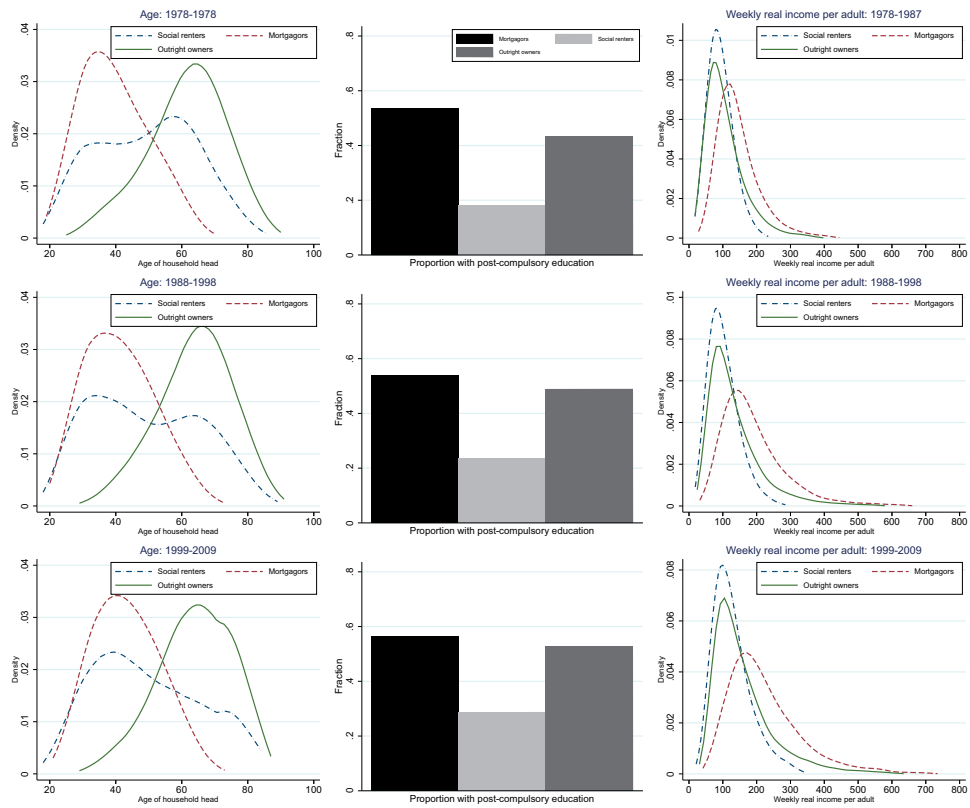 Age: 1978-1978
.04
.03
.02
.01
0
Density
Social renters
Mortgagors
Outright owners
20 40 60 80 100
Age of household head
.8
.6
.4
.2
0
Fraction
Mortgagors
Social renters
Outright owners
Proportion with post-compulsory education
Weekly real income per adult: 1978-1987
.01
.008
.006
.004
.002
0
Density
Social renters
Mortgagors
Outright owners
0 100 200 300 400 500 600 700 800
Weekly real income per adult
Age: 1988-1998
.04
.03
.02
.01
0
Density
Social renters
Mortgagors
Outright owners
20 40 60 80 100
Age of household head
.8
.6
.4
.2
0
Fraction
Proportion with post-compulsory education
Weekly real income per adult: 1988-1998
.01
.008
.006
.004
.002
0
Density
Social renters
Mortgagors
Outright owners
0 100 200 300 400 500 600 700 800
Weekly real income per adult
Age: 1999-2009
.04
.03
.02
.01
0
Density
Social renters
Mortgagors
Outright owners
20 40 60 80 100
Age of household head
.8
.6
.4
.2
0
Fraction
Proportion with post-compulsory education
Weekly real income per adult: 1999-2009
.008
.006
.004
.002
0
Density
Social renters
Mortgagors
Outright owners
0 100 200 300 400 500 600 700 800
Weekly real income per adult